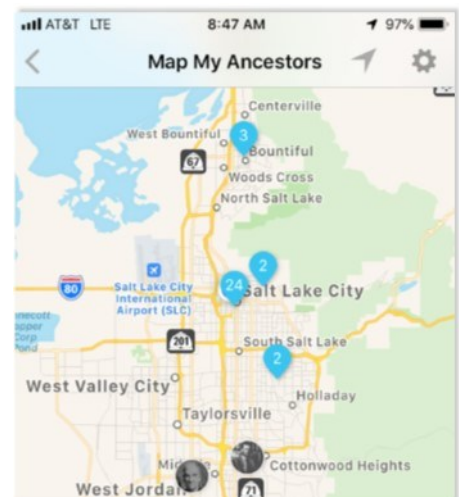 AT&T LTE 8:47 AM 97%
Map My Ancestors
Centerville
West Bountiful
3
Bountiful
67
Woods Cross
North Salt Lake
2
80
Salt Lake City
International
Airport (SLC)
24
Salt Lake City
201
South Salt Lake
2
West Valley City
Holladay
Taylorsville
Cottonwood Heights
West Jordan
71